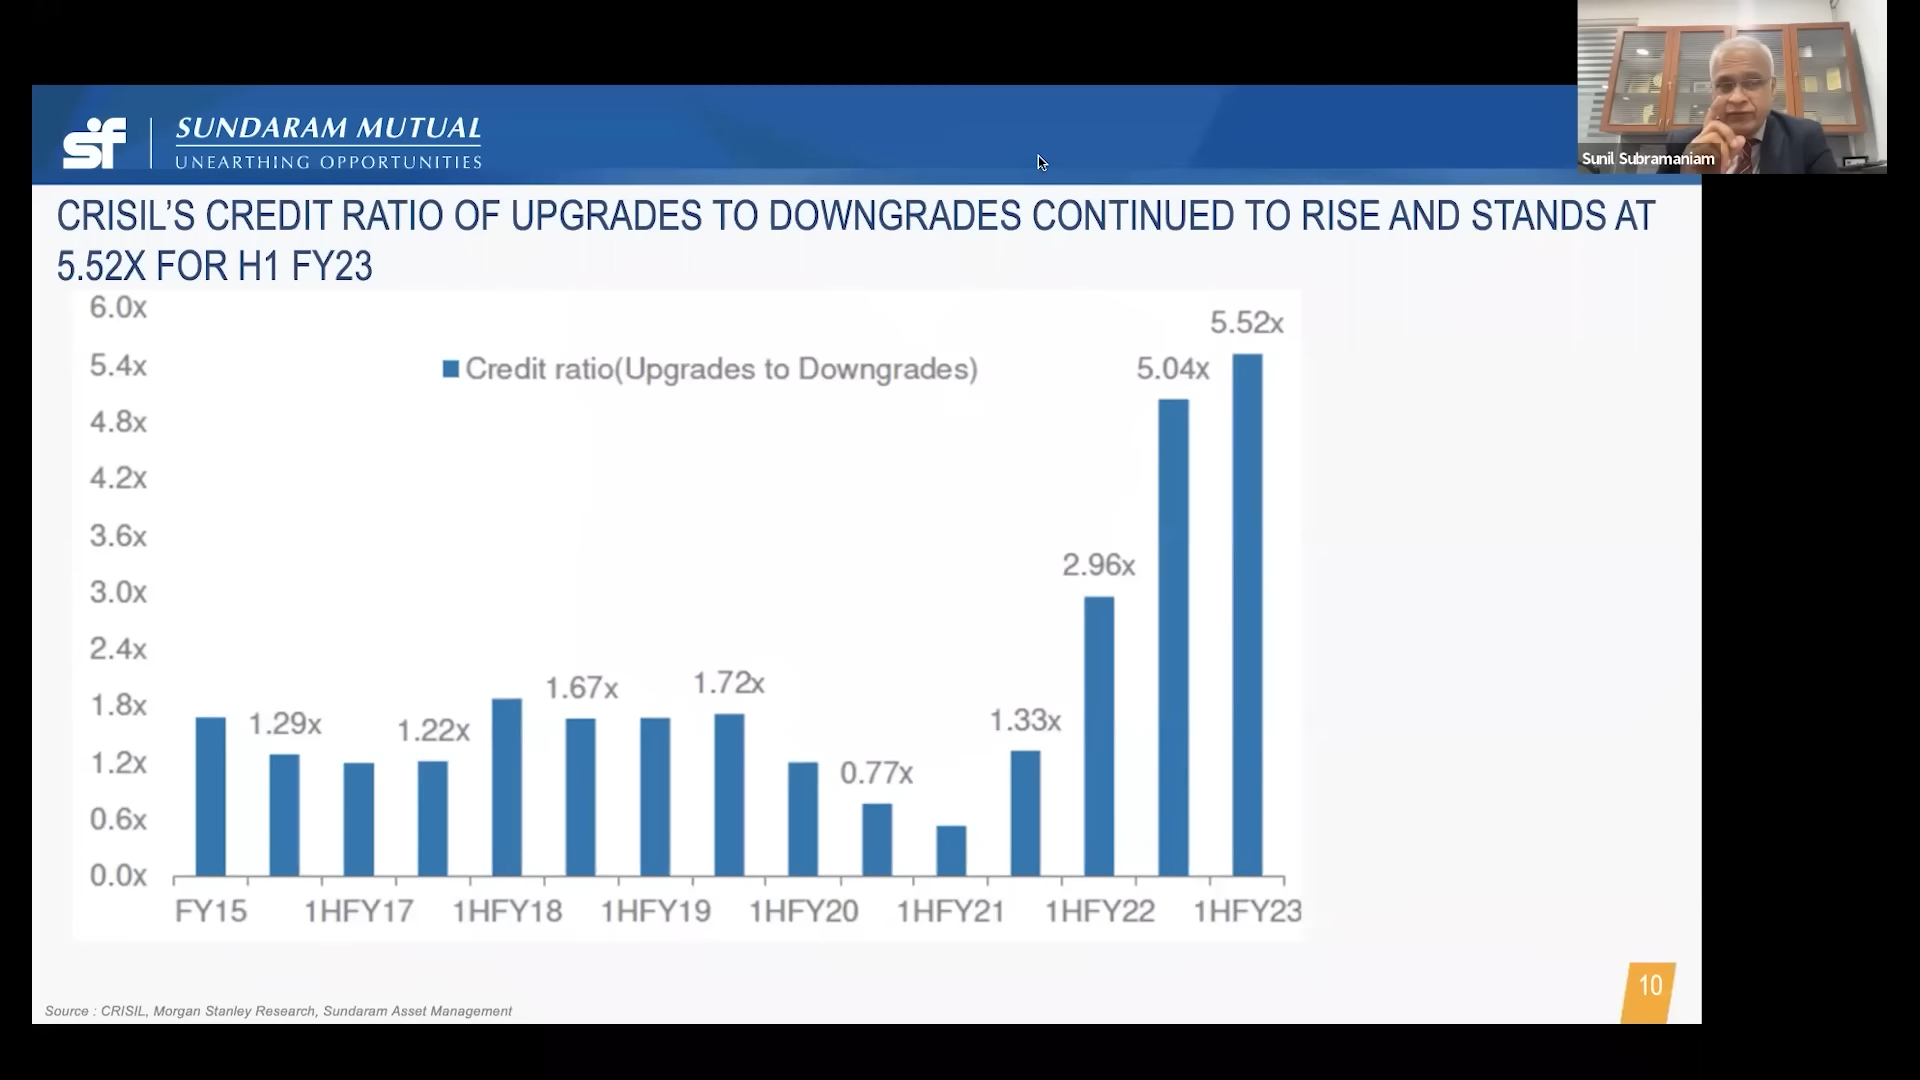 Sunil Subramaniam
sf
SUNDARAM MUTUAL
UNEARTHING OPPORTUNITIES
CRISIL'S CREDIT RATIO OF UPGRADES TO DOWNGRADES CONTINUED TO RISE AND STANDS AT
5.52X FOR H1 FY23
6.0x
5.4x
4.8x
4.2x
3.6x
3.0x
2.4x
1.8x
1.2x
0.6x
0.0x
Credit ratio(Upgrades to Downgrades)
1.29x
1.22x
1.67x
1.72x
0.77x
1.33x
2.96x
5.04x
5.52x
FY15 1HFY17 1HFY18 1HFY19 1HFY20 1HFY21 1HFY22 1HFY23
10
Source : CRISIL, Morgan Stanley Research, Sundaram Asset Management